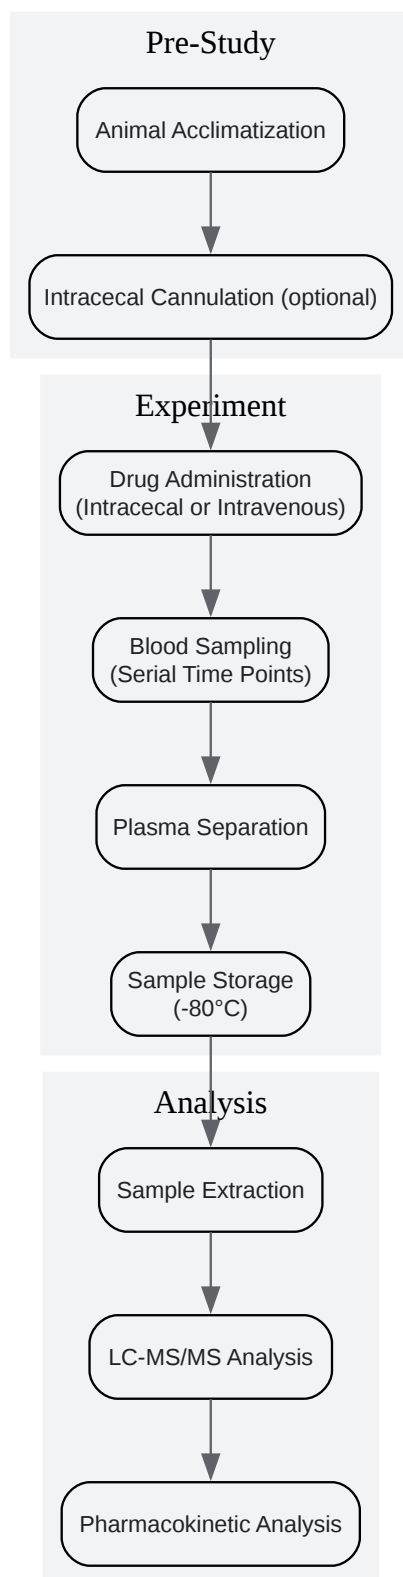 Pre-Study
Animal Acclimatization
Intracecal Cannulation (optional)
Experiment
Drug Administration
(Intracecal or Intravenous)
Blood Sampling
(Serial Time Points)
Plasma Separation
Sample Storage
(-80°C)
Analysis
Sample Extraction
LC-MS/MS Analysis
Pharmacokinetic Analysis